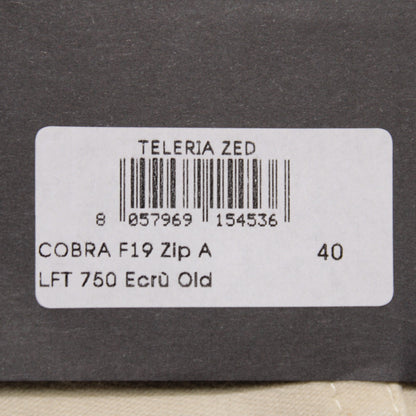 TELERIA ZED
8 057969 154536
COBRA F19 Zip A 40
LFT 750 Ecrù Old